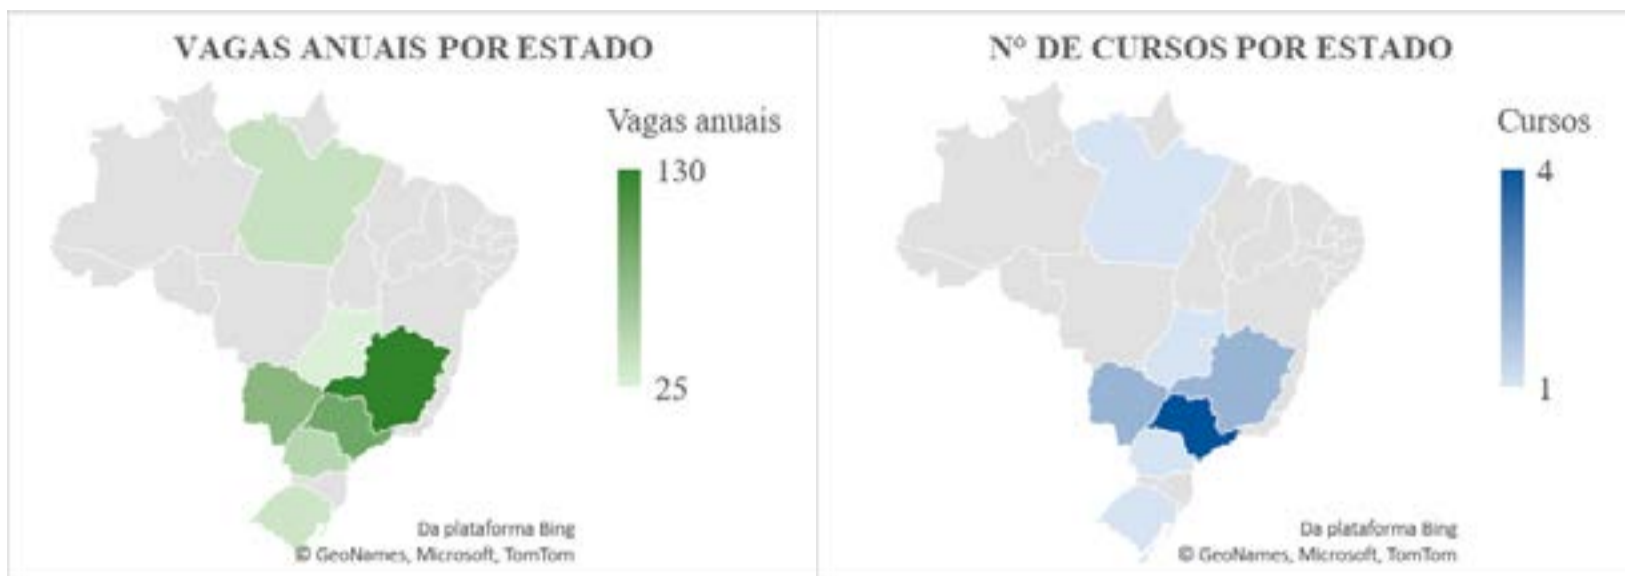 VAGAS ANUAIS POR ESTADO
Vagas anuais
130
25
Da plataforma Bing
© GeoNames, Microsoft, TomTom
Nº DE CURSOS POR ESTADO
Cursos
4
1
Da plataforma Bing
© GeoNames, Microsoft, TomTom